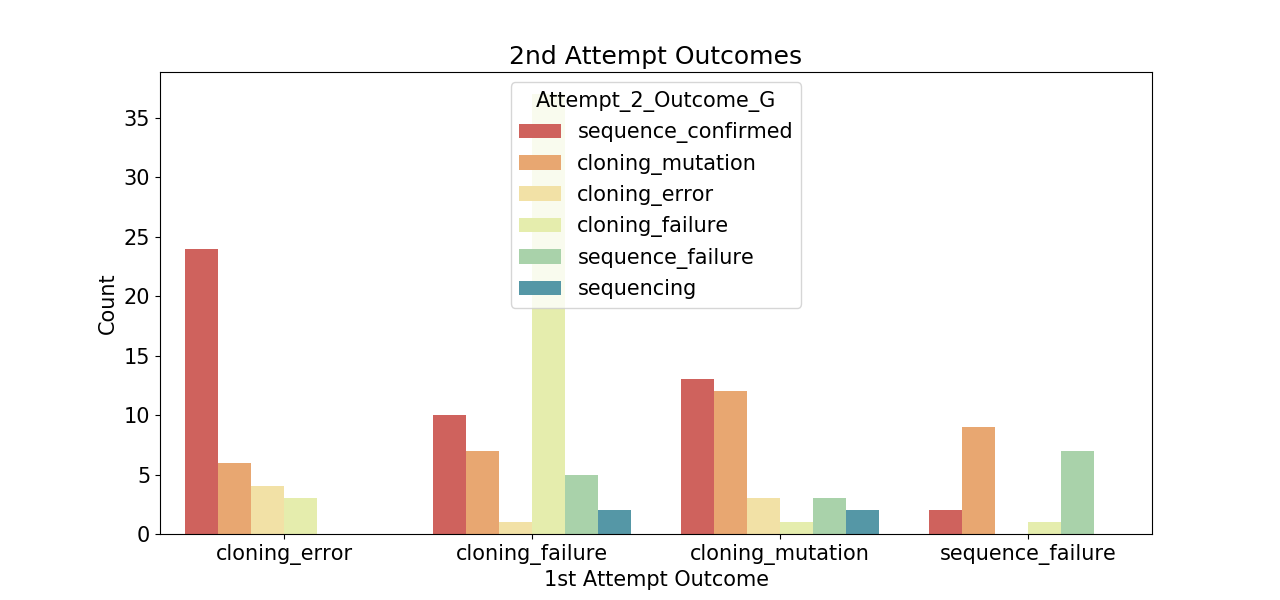 2nd Attempt Outcomes
Attempt_2_Outcome_G
sequence_confirmed
cloning_mutation
cloning_error
cloning_failure
sequence_failure
sequencing
Count
35
30
25
20
15
10
5
0
cloning_error
cloning_failure
cloning_mutation
sequence_failure
1st Attempt Outcome